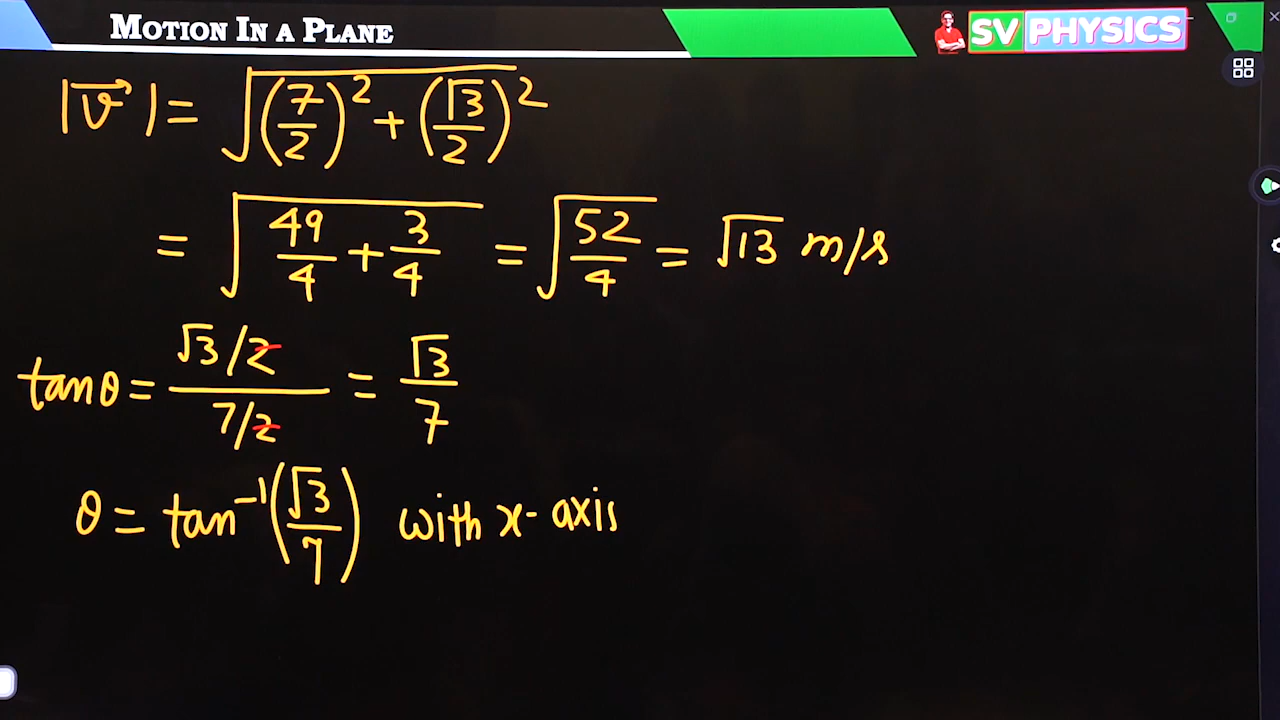 MOTION IN A PLANE
SV PHYSICS
|v⃗| = √((7/2)² + (√3/2)²)
= √(49/4 + 3/4) = √(52/4) = √13 m/s
tanθ = (√3/2)/(7/2) = √3/7
θ = tan⁻¹(√3/7) with x-axis